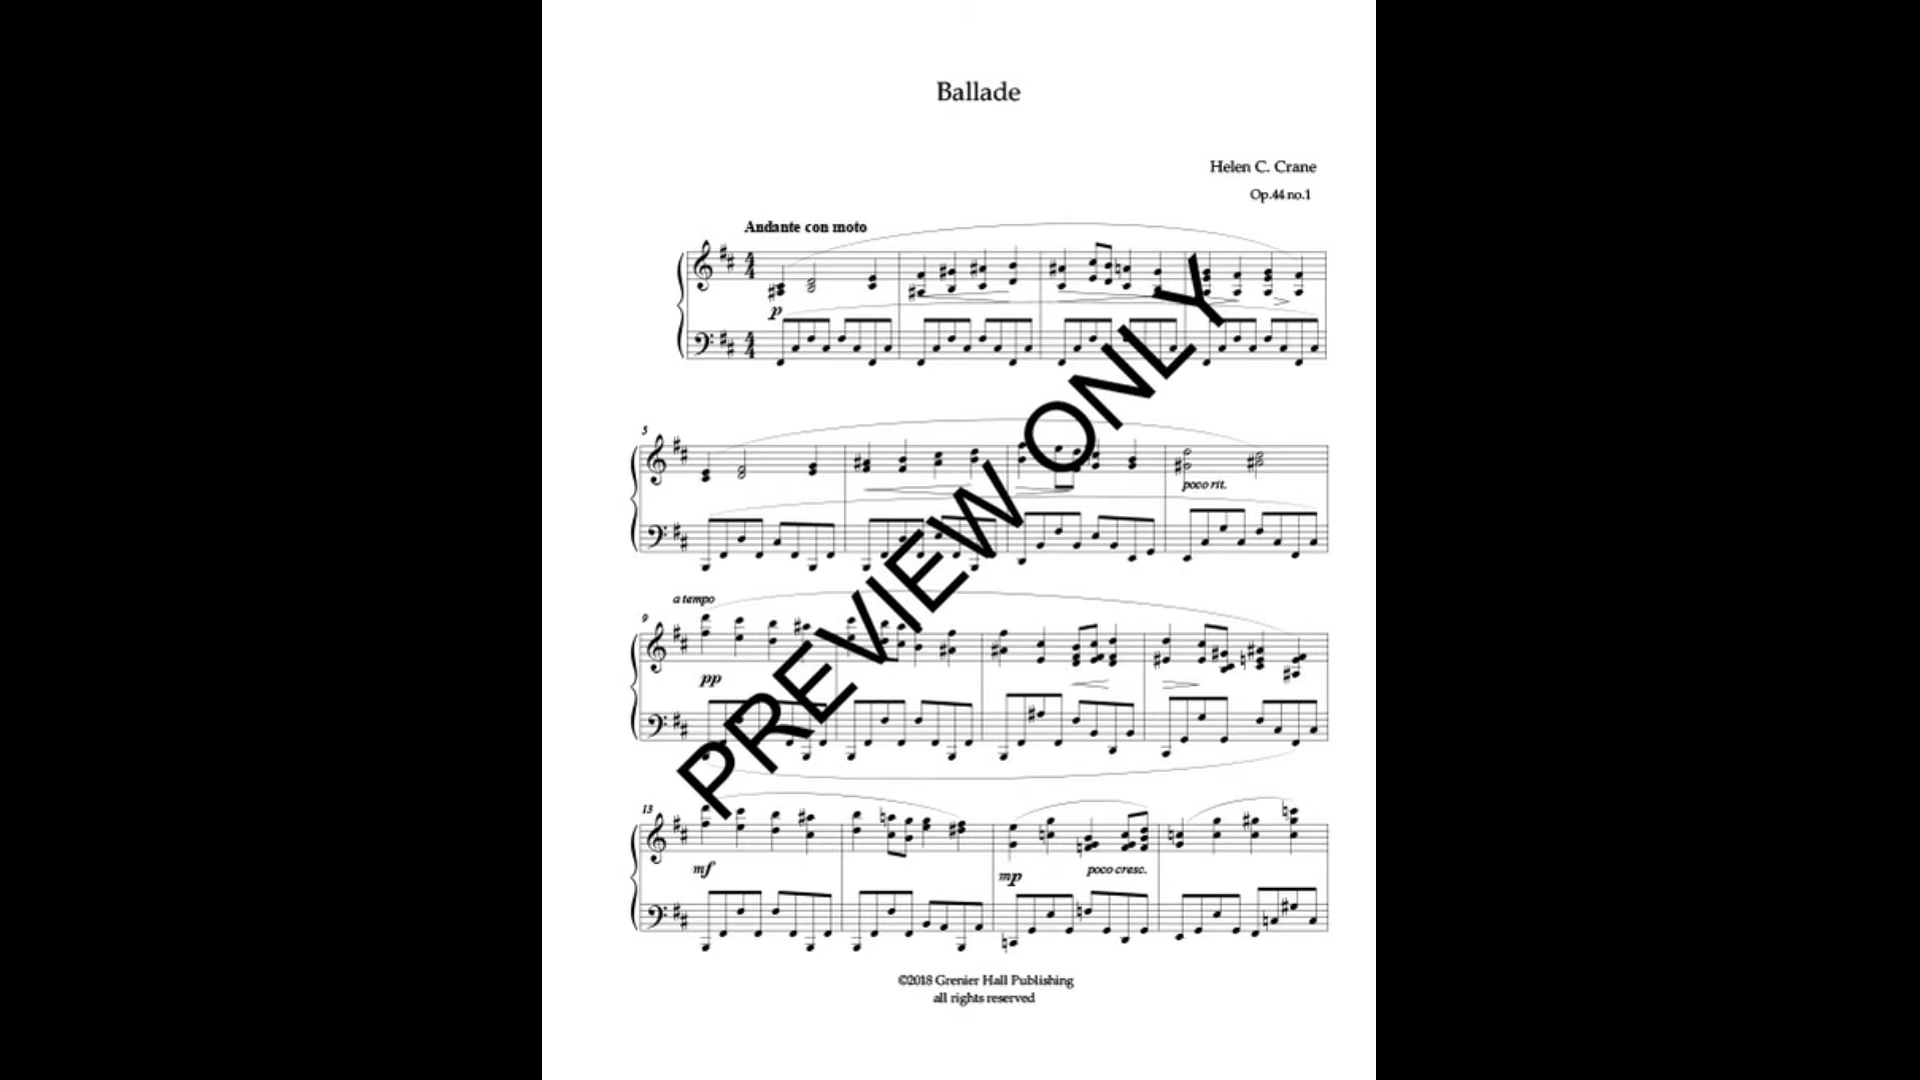 Ballade
Helen C. Crane
Op.44 no.1
Andante con moto
p
5
poco rit.
a tempo
9
pp
13
mf
mp
poco cresc.
PREVIEW ONLY
©2018 Grenier Hall Publishing
all rights reserved